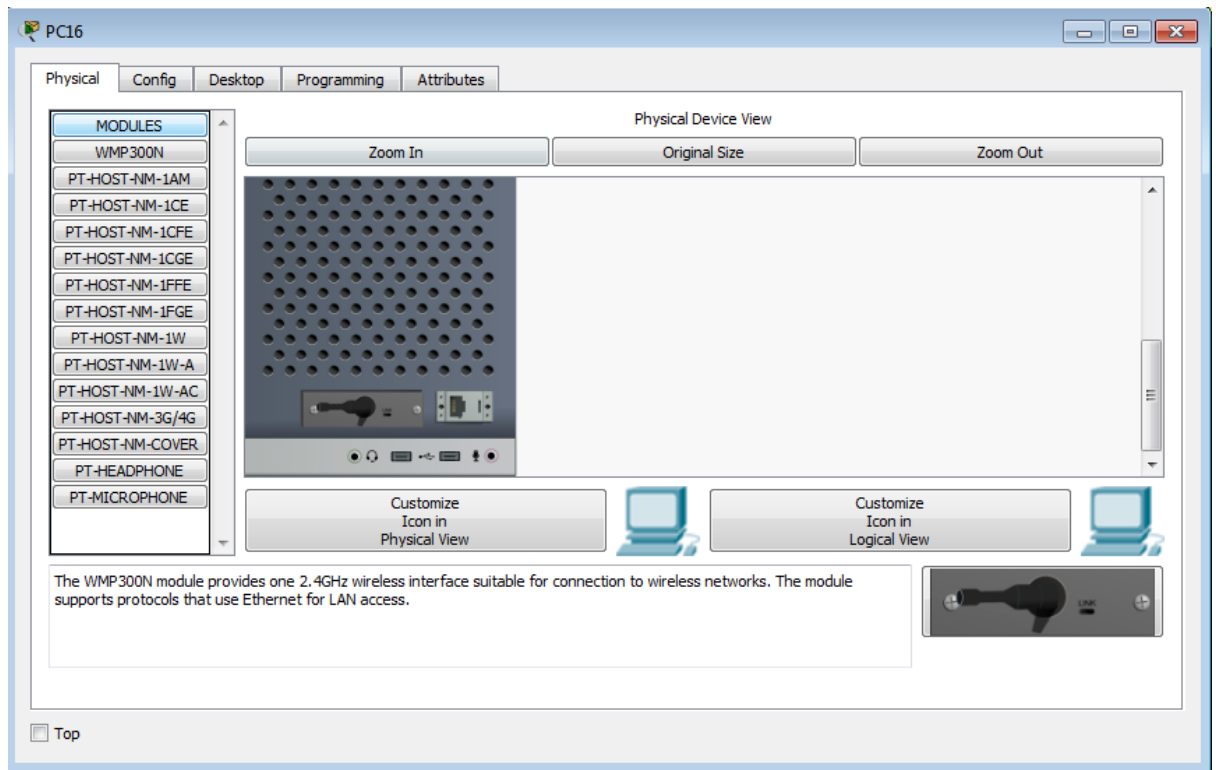 PC16
Physical
Config
Desktop
Programming
Attributes
MODULES
WMP300N
PT-HOST-NM-1AM
PT-HOST-NM-1CE
PT-HOST-NM-1CFE
PT-HOST-NM-1CGE
PT-HOST-NM-1FFE
PT-HOST-NM-1FGE
PT-HOST-NM-1W
PT-HOST-NM-1W-A
PT-HOST-NM-1W-AC
PT-HOST-NM-3G/4G
PT-HOST-NM-COVER
PT-HEADPHONE
PT-MICROPHONE
Physical Device View
Zoom In
Original Size
Zoom Out
Customize
Icon in
Physical View
Customize
Icon in
Logical View
The WMP300N module provides one 2.4GHz wireless interface suitable for connection to wireless networks. The module
supports protocols that use Ethernet for LAN access.
LINK
Top